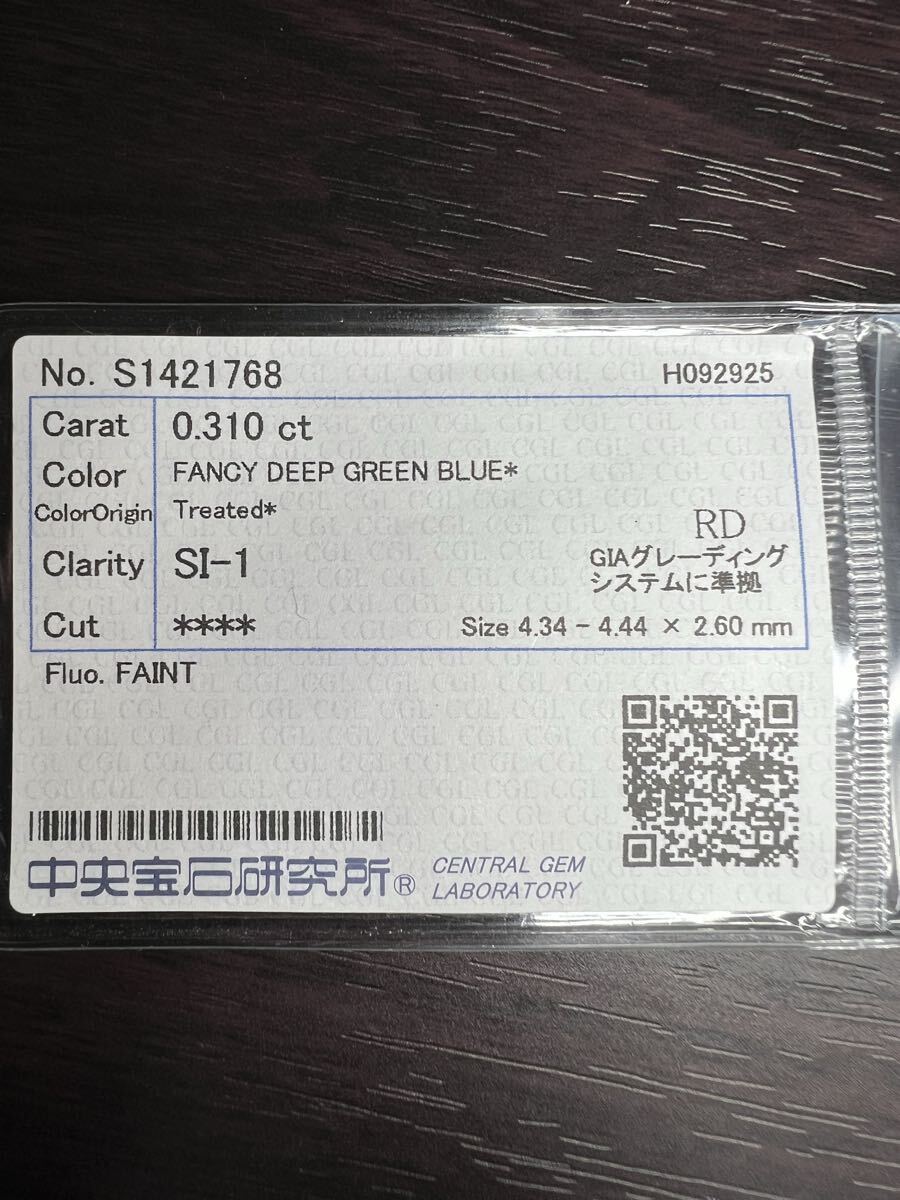 No. S1421768 H092925
Carat 0.310 ct
Color FANCY DEEP GREEN BLUE*
ColorOrigin Treated*
RD
Clarity SI-1
GIAグレーディング
システムに準拠
Cut **** Size 4.34 - 4.44 × 2.60 mm
Fluo. FAINT
中央宝石研究所® CENTRAL GEM
LABORATORY